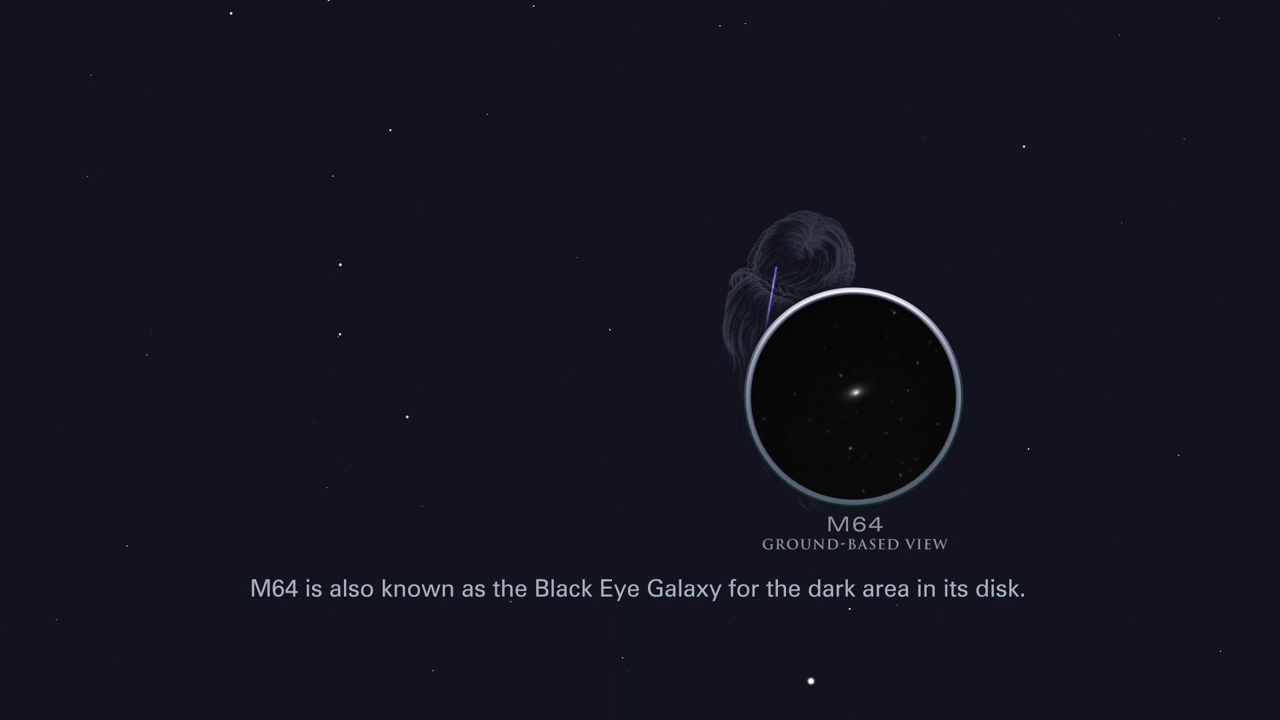 M64
GROUND-BASED VIEW
M64 is also known as the Black Eye Galaxy for the dark area in its disk.